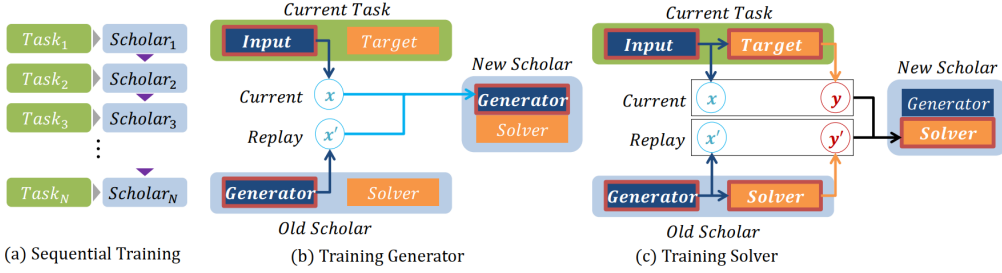 Task₁
Scholar₁
Task₂
Scholar₂
Task₃
Scholar₃
⋮
Task_N
Scholar_N
(a) Sequential Training
Current Task
Input
Target
New Scholar
Current
x
Generator
Replay
x'
Solver
Generator
Solver
Old Scholar
(b) Training Generator
Current Task
Input
Target
New Scholar
Current
x
y
Generator
Replay
x'
y'
Solver
Generator
Solver
Old Scholar
(c) Training Solver